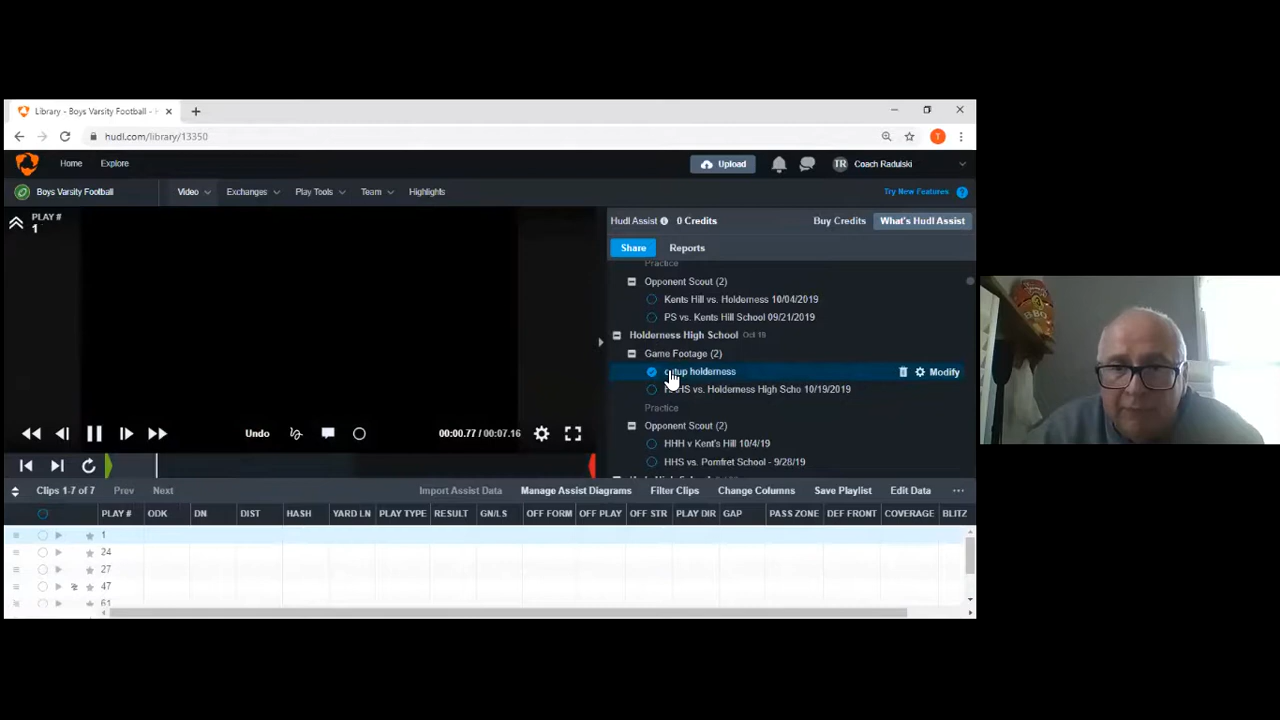 Library - Boys Varsity Football - H
hudl.com/library/13350
T
Home Explore Upload TR Coach Radulski
Boys Varsity Football Video Exchanges Play Tools Team Highlights Try New Features ?
PLAY #
1
Hudl Assist 0 Credits Buy Credits What's Hudl Assist
Share Reports
Practice
Opponent Scout (2)
Kents Hill vs. Holderness 10/04/2019
PS vs. Kents Hill School 09/21/2019
Holderness High School Oct 19
Game Footage (2)
holderness Modify
vs. Holderness High Scho 10/19/2019
Practice
Opponent Scout (2)
HHH v Kent's Hill 10/4/19
HHS vs. Pomfret School - 9/28/19
Undo 00:00.77 / 00:07.16
Clips 1-7 of 7 Prev Next Import Assist Data Manage Assist Diagrams Filter Clips Change Columns Save Playlist Edit Data
PLAY # ODK DN DIST HASH YARD LN PLAY TYPE RESULT GN/LS OFF FORM OFF PLAY OFF STR PLAY DIR GAP PASS ZONE DEF FRONT COVERAGE BLITZ
1
24
27
47
61
BBQ